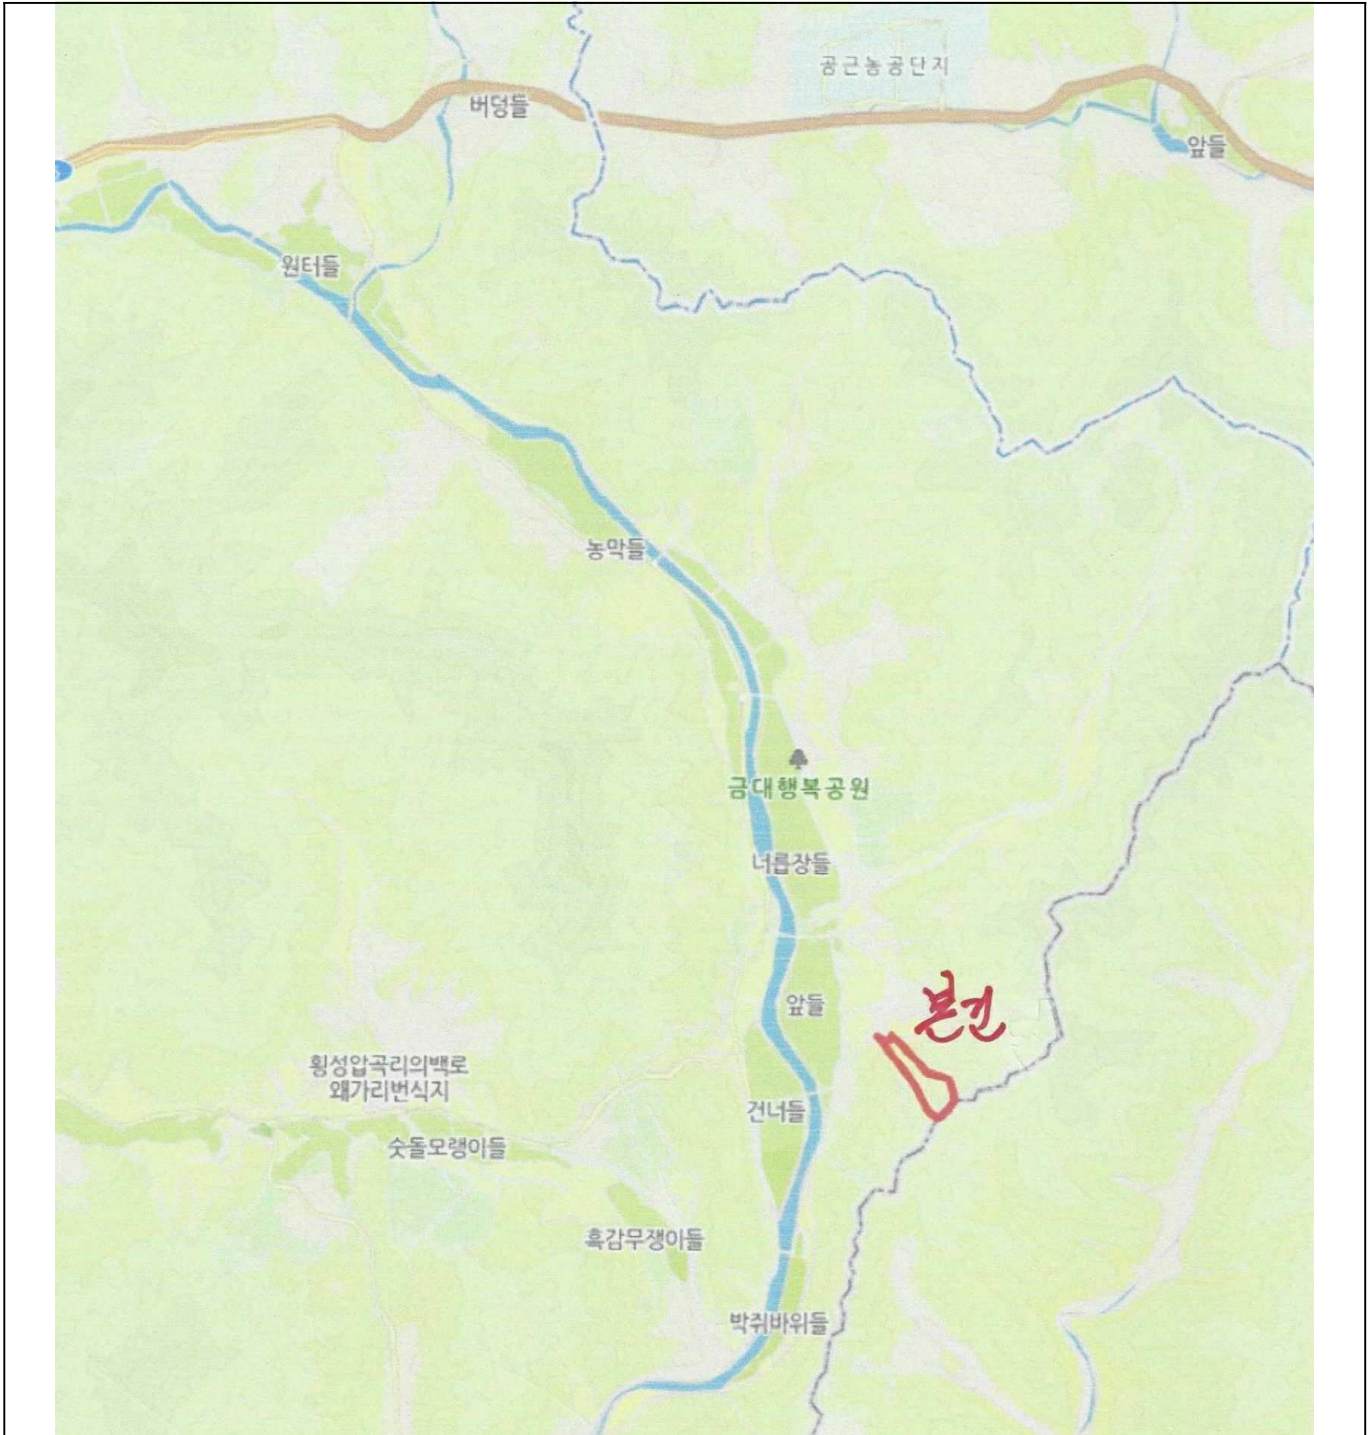 공근농공단지
버덩들
앞들
원터들
농막들
금대행복공원
너릅장들
본건
앞들
횡성압곡리의백로
왜가리번식지
건너들
숫돌모랭이들
흑감무쟁이들
박쥐바위들